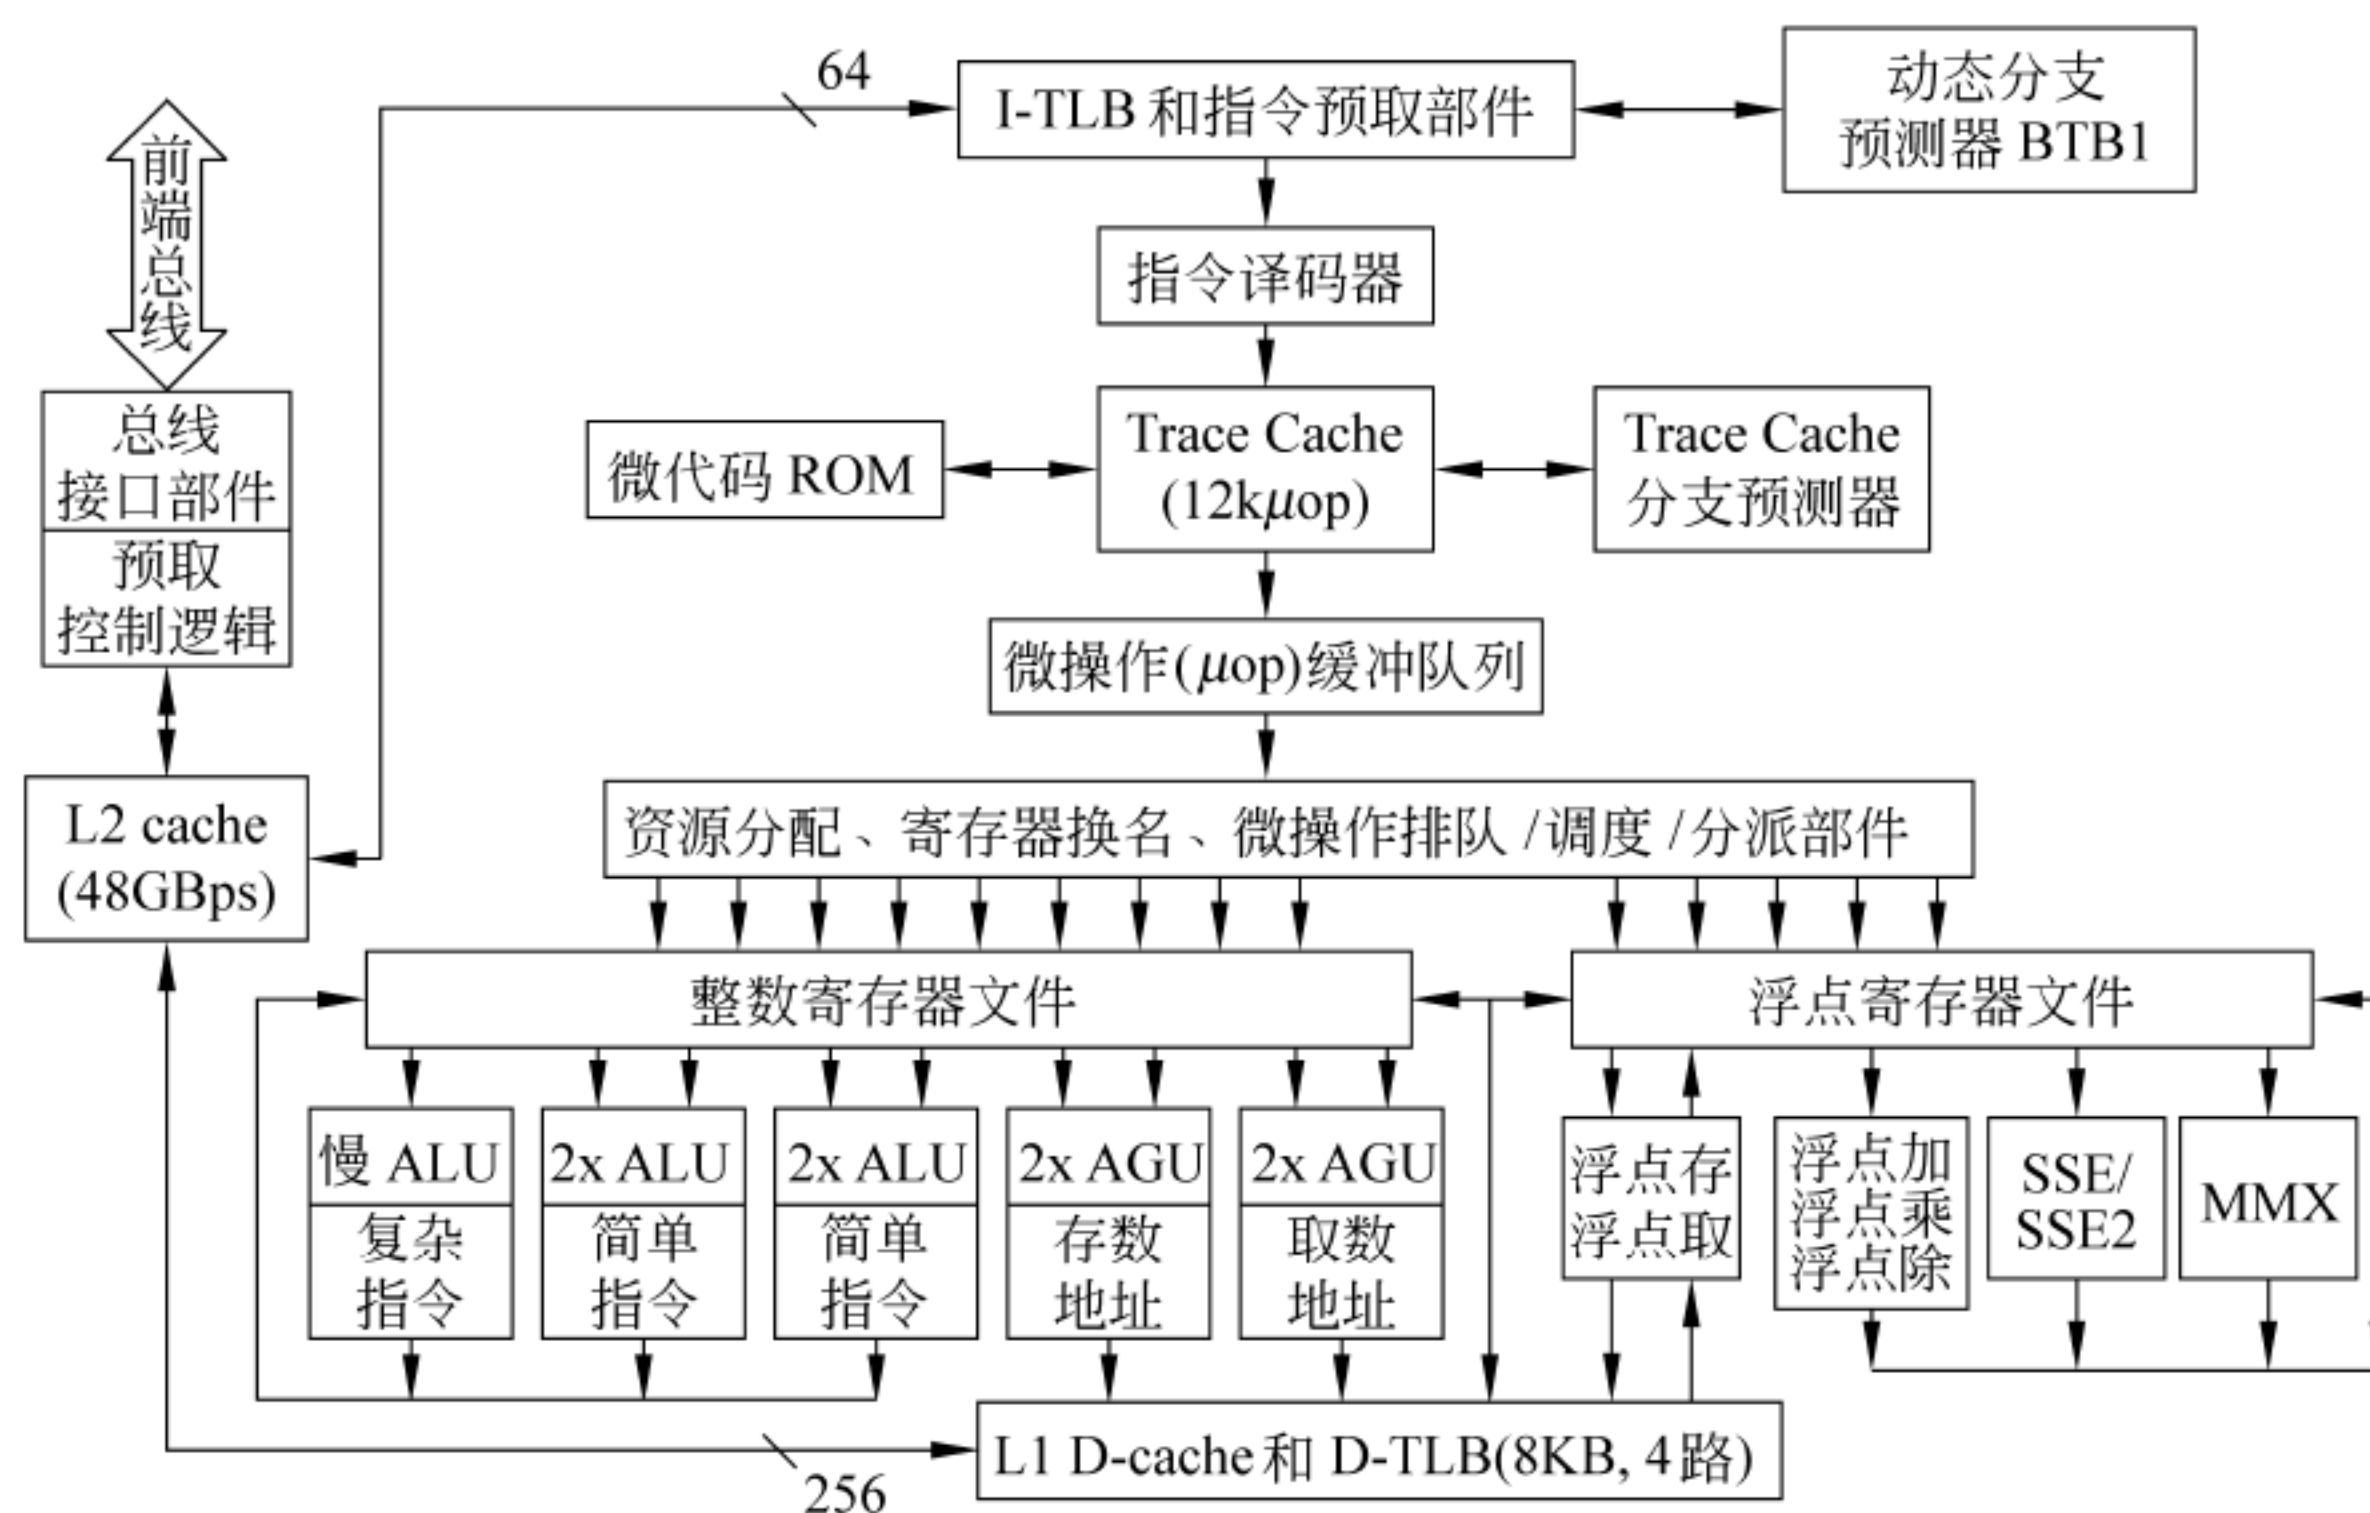 64
I-TLB 和指令预取部件
动态分支
预测器 BTB1
前端总线
指令译码器
总线
接口部件
预取
控制逻辑
微代码 ROM
Trace Cache
(12kμop)
Trace Cache
分支预测器
微操作(μop)缓冲队列
L2 cache
(48GBps)
资源分配、寄存器换名、微操作排队/调度/分派部件
整数寄存器文件
浮点寄存器文件
慢 ALU
复杂
指令
2x ALU
简单
指令
2x ALU
简单
指令
2x AGU
存数
地址
2x AGU
取数
地址
浮点存
浮点取
浮点加
浮点乘
浮点除
SSE/
SSE2
MMX
L1 D-cache和 D-TLB(8KB, 4路)
256